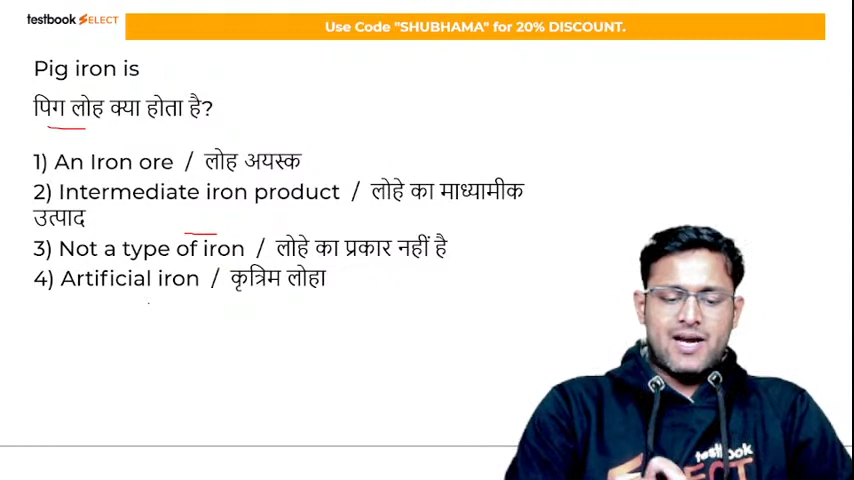 testbook SELECT
Use Code "SHUBHAMA" for 20% DISCOUNT.
Pig iron is
पिग लोह क्या होता है?
1) An Iron ore / लोह अयस्क
2) Intermediate iron product / लोहे का माध्यामीक
उत्पाद
3) Not a type of iron / लोहे का प्रकार नहीं है
4) Artificial iron / कृत्रिम लोहा
testbook
SELECT